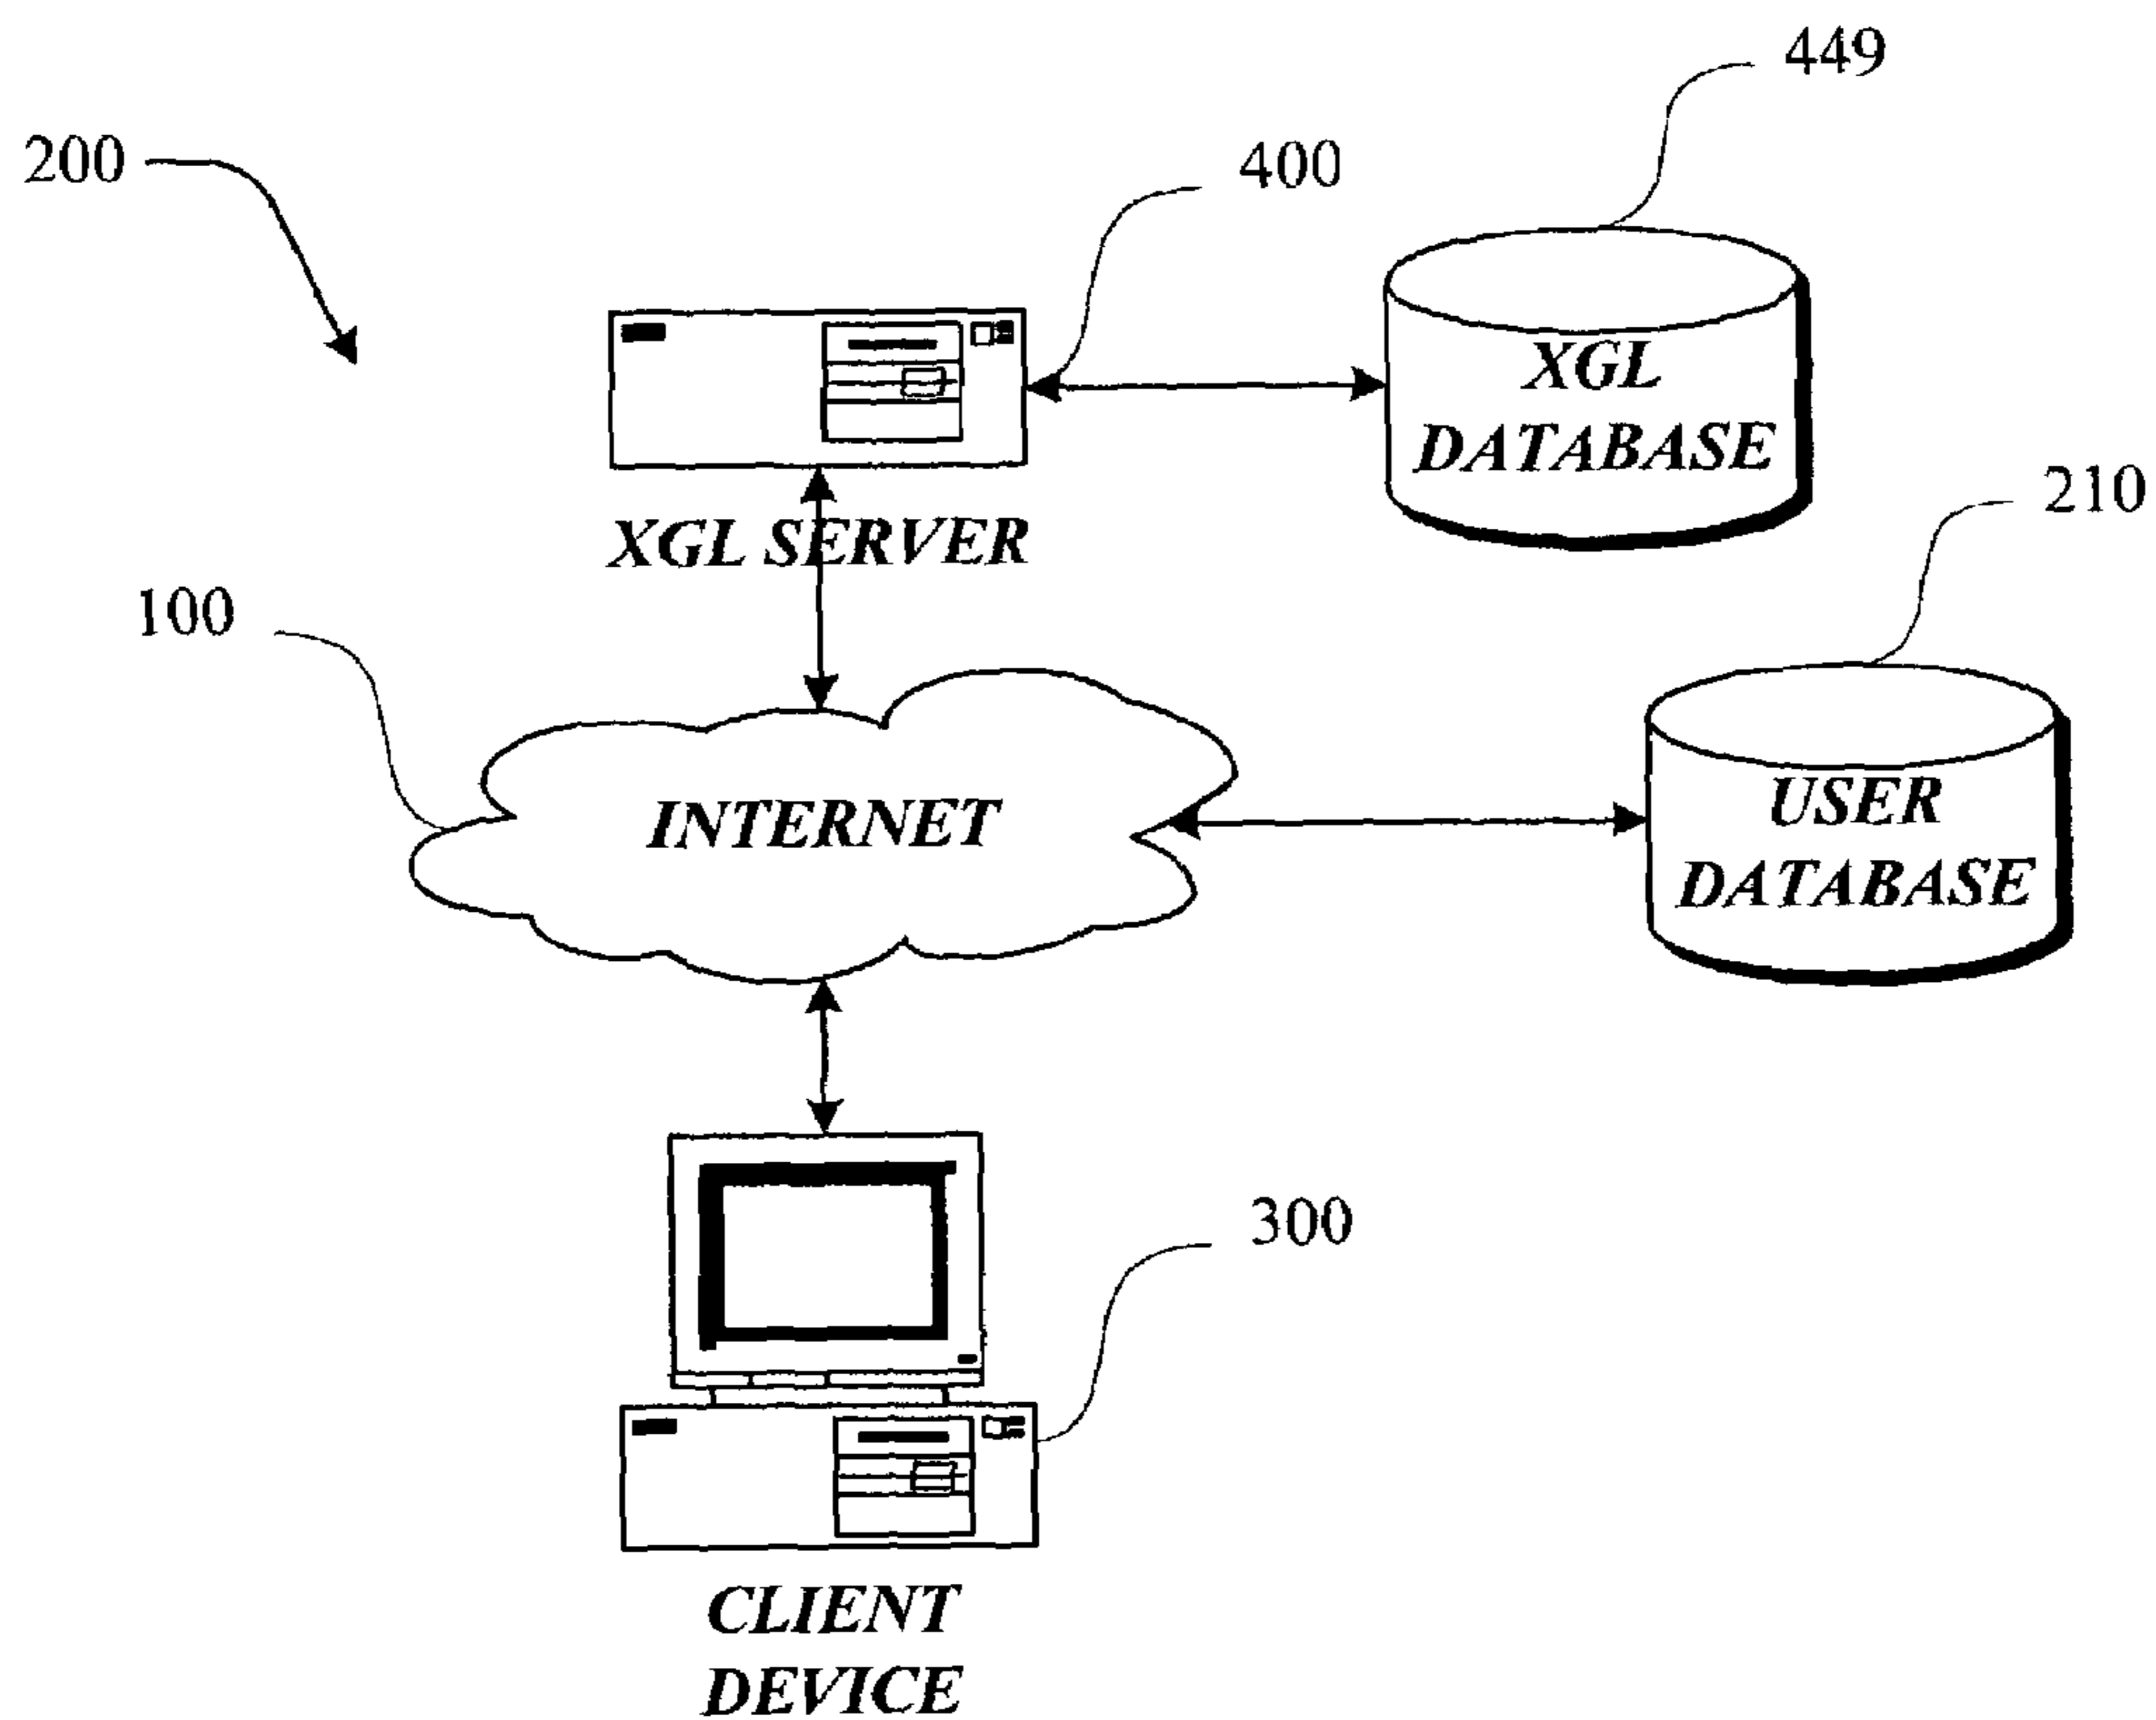 449
200
400
XGL
DATABASE
210
XGL SERVER
100
USER
INTERNET
DATABASE
300
CLIENT
DEVICE